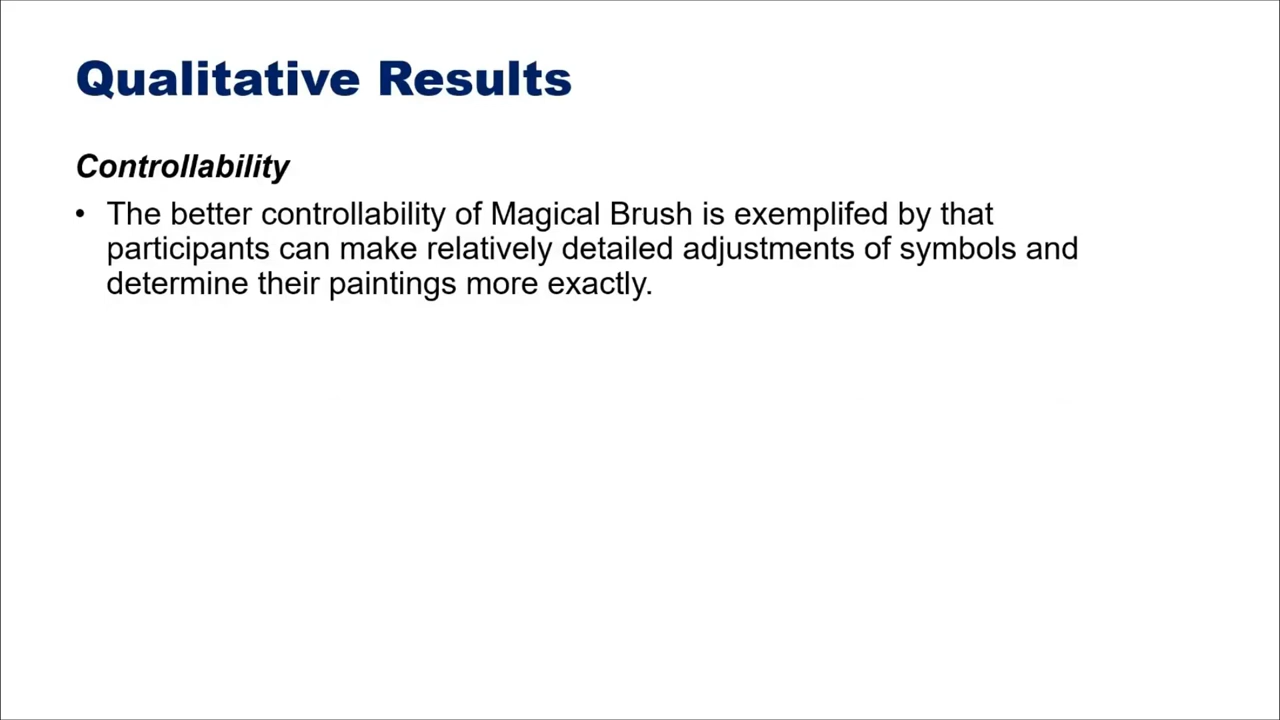 Qualitative Results
Controllability
• The better controllability of Magical Brush is exemplifed by that
participants can make relatively detailed adjustments of symbols and
determine their paintings more exactly.